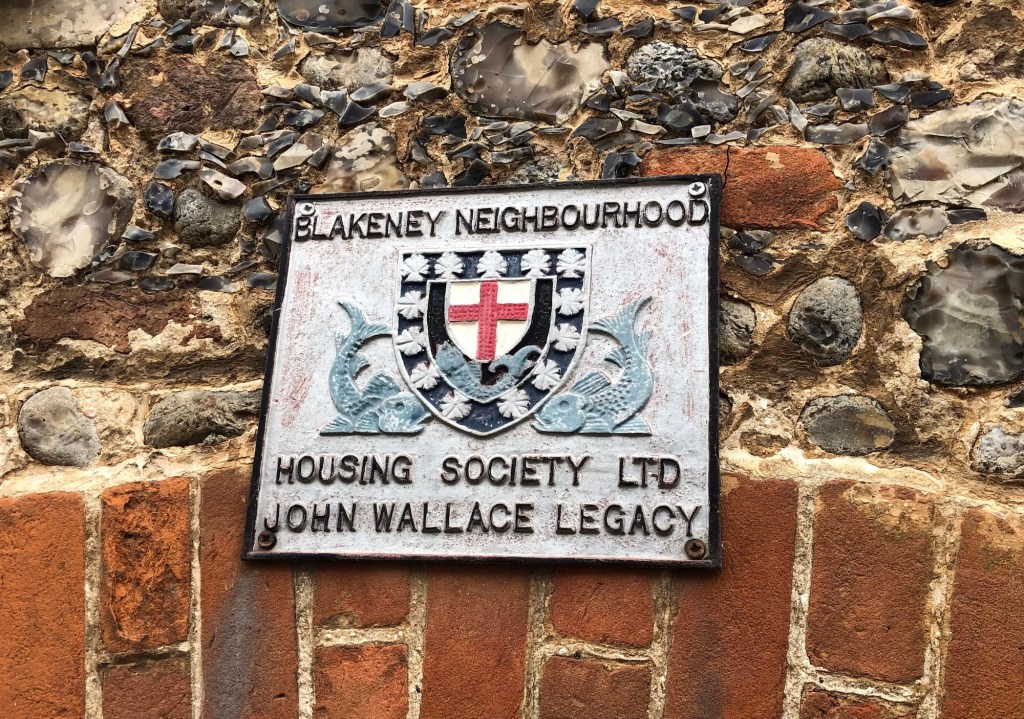 BLAKENEY NEIGHBOURHOOD
HOUSING SOCIETY LTD
JOHN WALLACE LEGACY